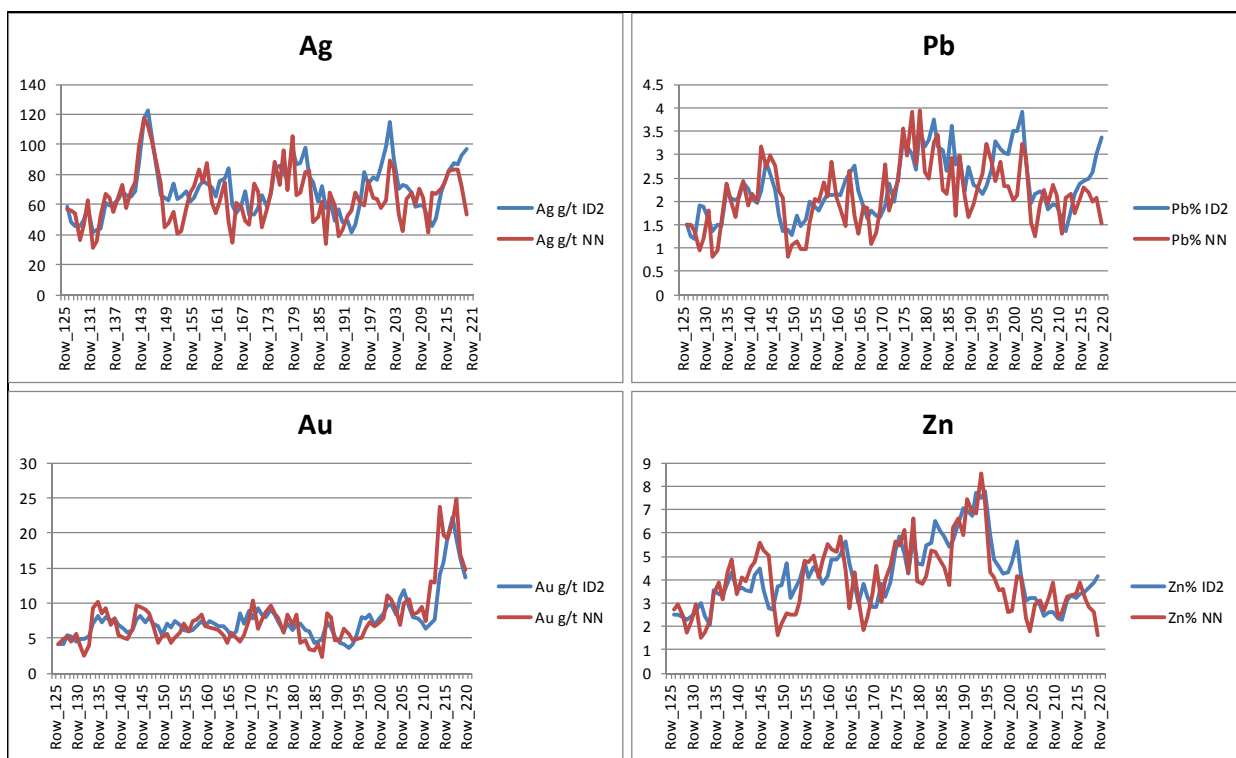 Ag
140
120
100
80
60
40
20
0
Row_125
Row_131
Row_137
Row_143
Row_149
Row_155
Row_161
Row_167
Row_173
Row_179
Row_185
Row_191
Row_197
Row_203
Row_209
Row_215
Row_221
Ag g/t ID2
Ag g/t NN
Pb
4.5
4
3.5
3
2.5
2
1.5
1
0.5
0
Row_125
Row_130
Row_135
Row_140
Row_145
Row_150
Row_155
Row_160
Row_165
Row_170
Row_175
Row_180
Row_185
Row_190
Row_195
Row_200
Row_205
Row_210
Row_215
Row_220
Pb% ID2
Pb% NN
Au
30
25
20
15
10
5
0
Row_125
Row_130
Row_135
Row_140
Row_145
Row_150
Row_155
Row_160
Row_165
Row_170
Row_175
Row_180
Row_185
Row_190
Row_195
Row_200
Row_205
Row_210
Row_215
Row_220
Au g/t ID2
Au g/t NN
Zn
9
8
7
6
5
4
3
2
1
0
Row_125
Row_130
Row_135
Row_140
Row_145
Row_150
Row_155
Row_160
Row_165
Row_170
Row_175
Row_180
Row_185
Row_190
Row_195
Row_200
Row_205
Row_210
Row_215
Row_220
Zn% ID2
Zn% NN